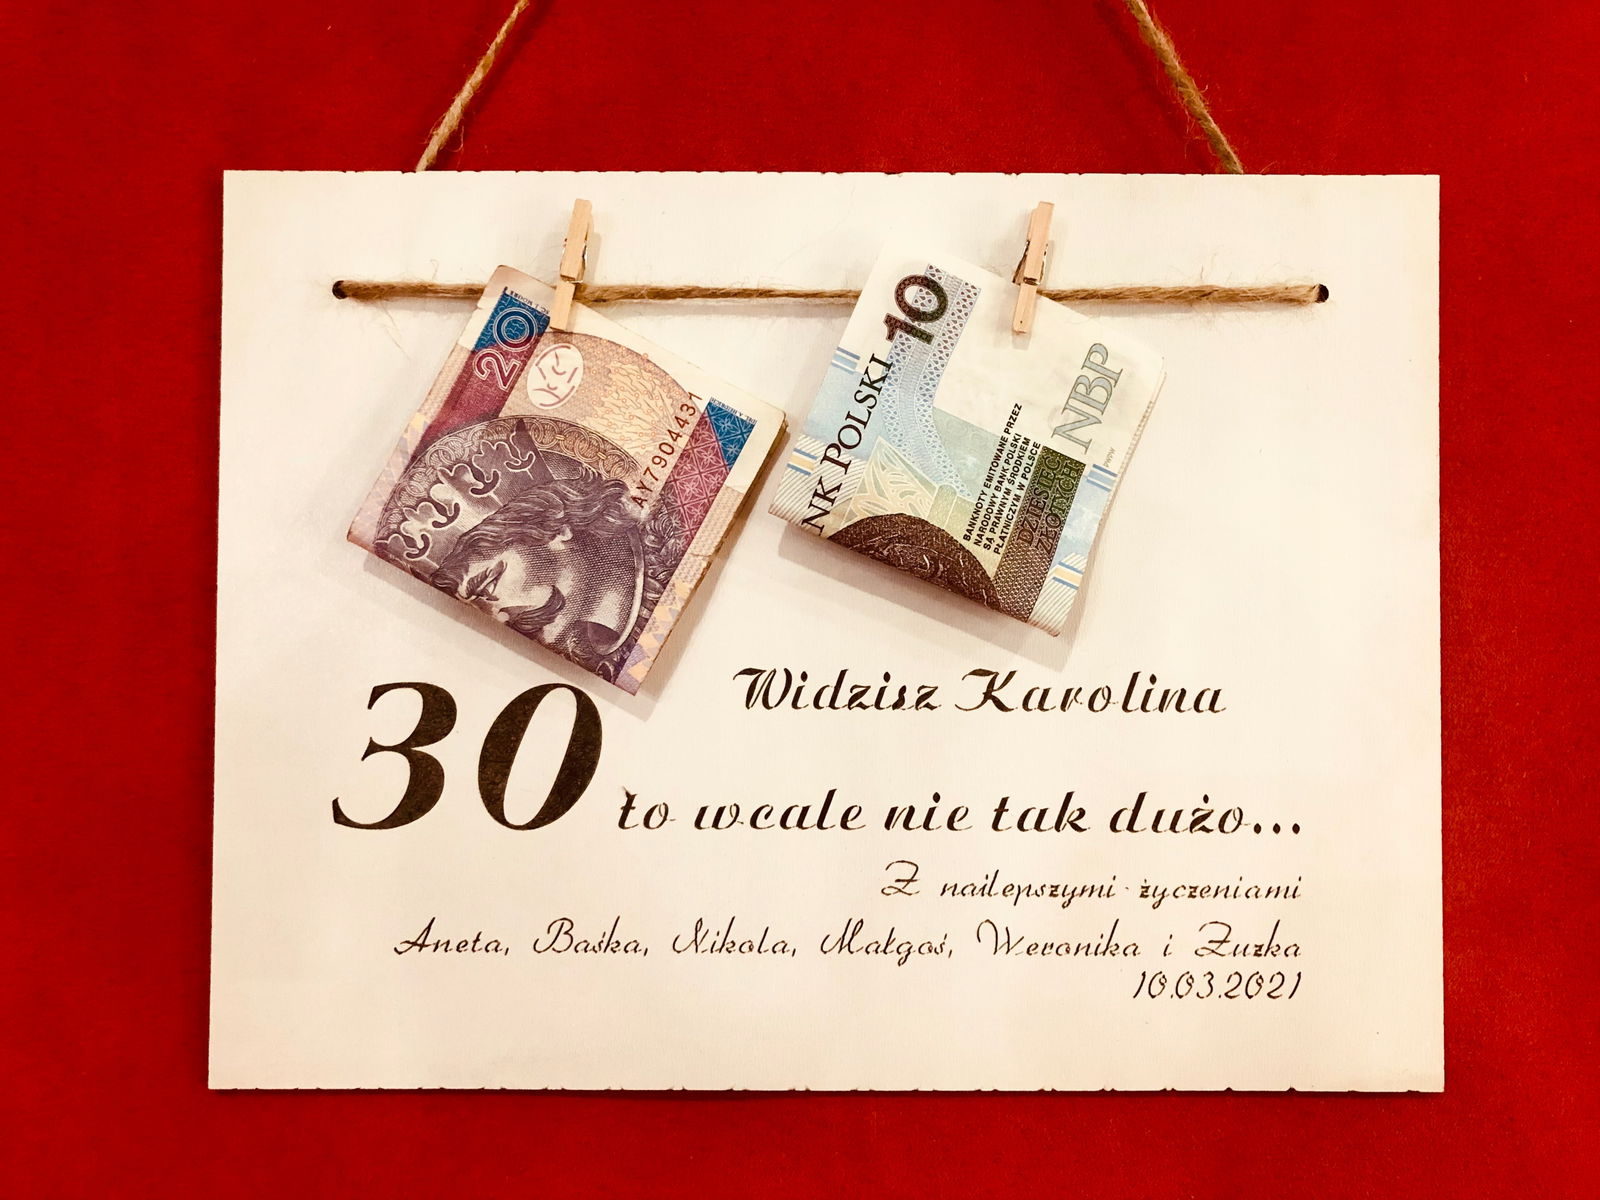 20
AY7904431
10
NK POLSKI
NBP
BANKNOTY EMITOWANE PRZEZ
NARODOWY BANK POLSKI
SĄ PRAWNYM ŚRODKIEM
PŁATNICZYM W POLSCE
DZIESIĘĆ
ZŁOTYCH
Widzisz Karolina
30 to wcale nie tak dużo...
Z najlepszymi życzeniami
Aneta, Baśka, Nikola, Małgoś, Weronika i Zuzka
10.03.2021